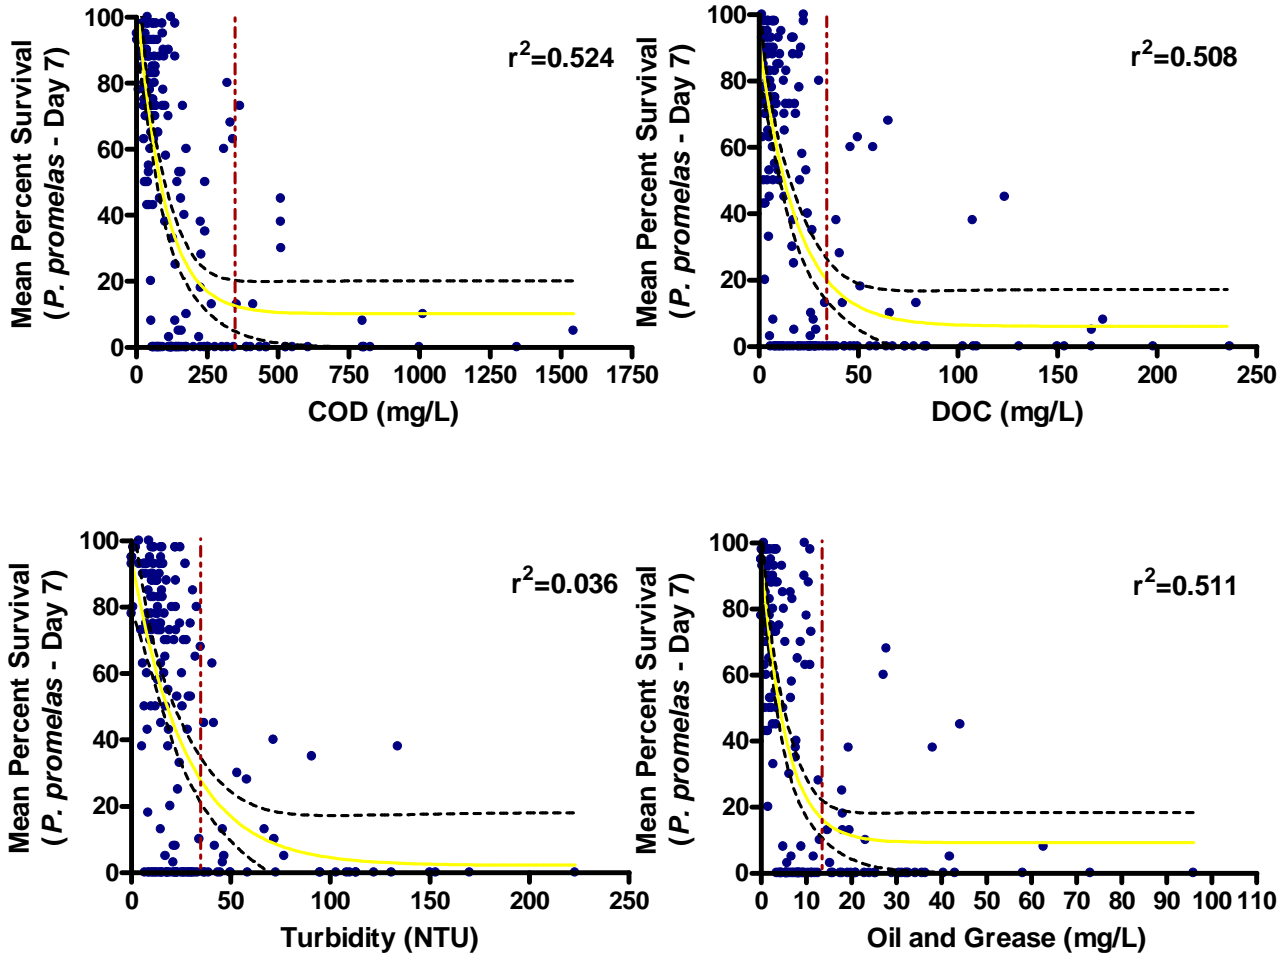 Mean Percent Survival
(P. promelas - Day 7)
100
80
60
40
20
0
r²=0.524
0 250 500 750 1000 1250 1500 1750
COD (mg/L)
Mean Percent Survival
(P. promelas - Day 7)
100
80
60
40
20
0
r²=0.508
0 50 100 150 200 250
DOC (mg/L)
Mean Percent Survival
(P. promelas - Day 7)
100
80
60
40
20
0
r²=0.036
0 50 100 150 200 250
Turbidity (NTU)
Mean Percent Survival
(P. promelas - Day 7)
100
80
60
40
20
0
r²=0.511
0 10 20 30 40 50 60 70 80 90 100 110
Oil and Grease (mg/L)